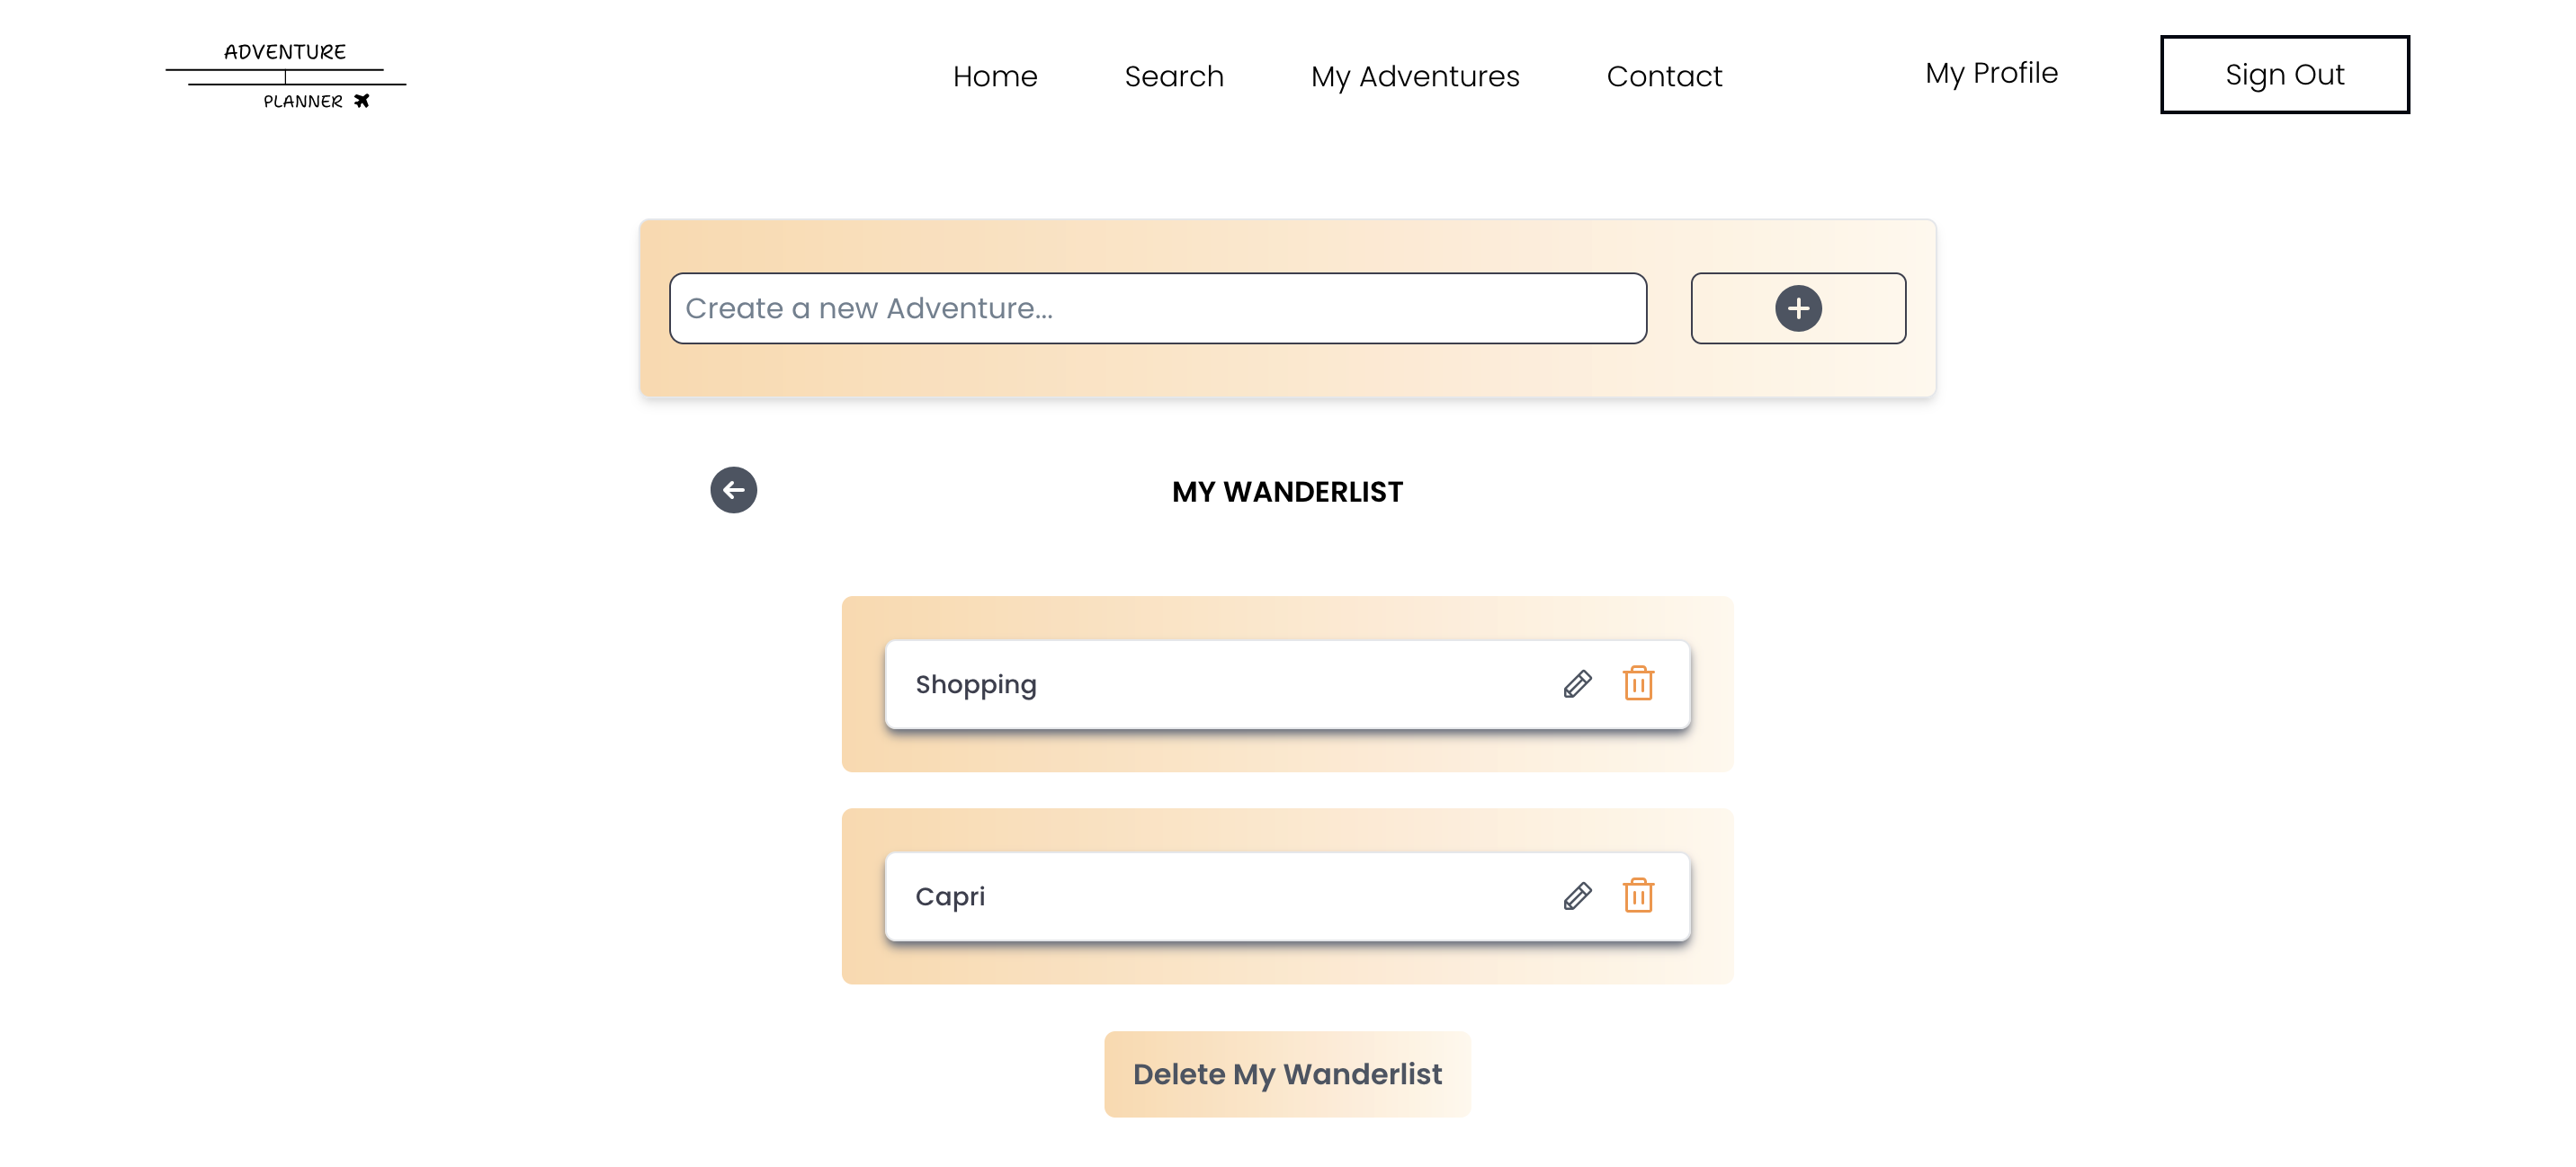 ADVENTURE
PLANNER
Home Search My Adventures Contact My Profile Sign Out
Create a new Adventure...
MY WANDERLIST
Shopping
Capri
Delete My Wanderlist